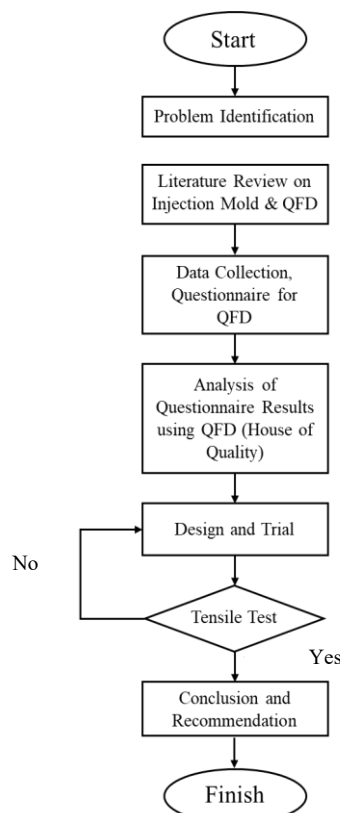 Start
Problem Identification
Literature Review on
Injection Mold & QFD
Data Collection,
Questionnaire for
QFD
Analysis of
Questionnaire Results
using QFD (House of
Quality)
Design and Trial
No
Tensile Test
Yes
Conclusion and
Recommendation
Finish